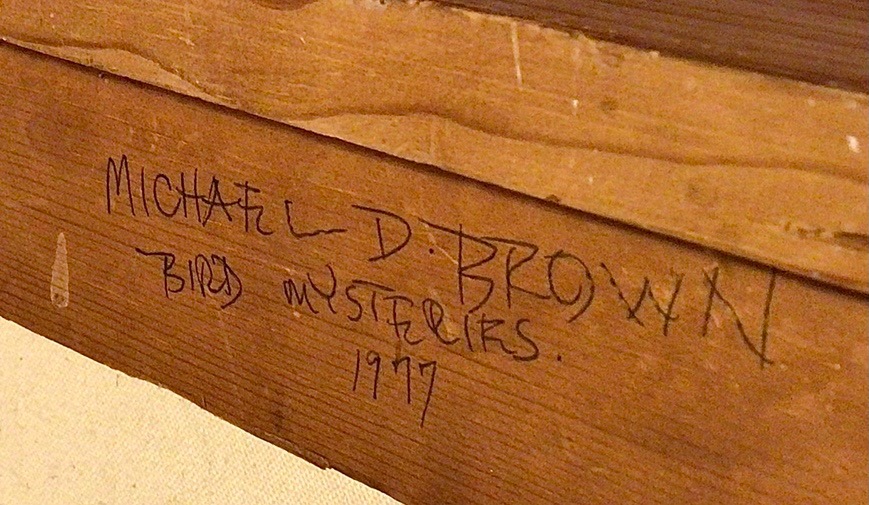 MICHAEL D. BROWN
BIRD MYSTERIES.
1977